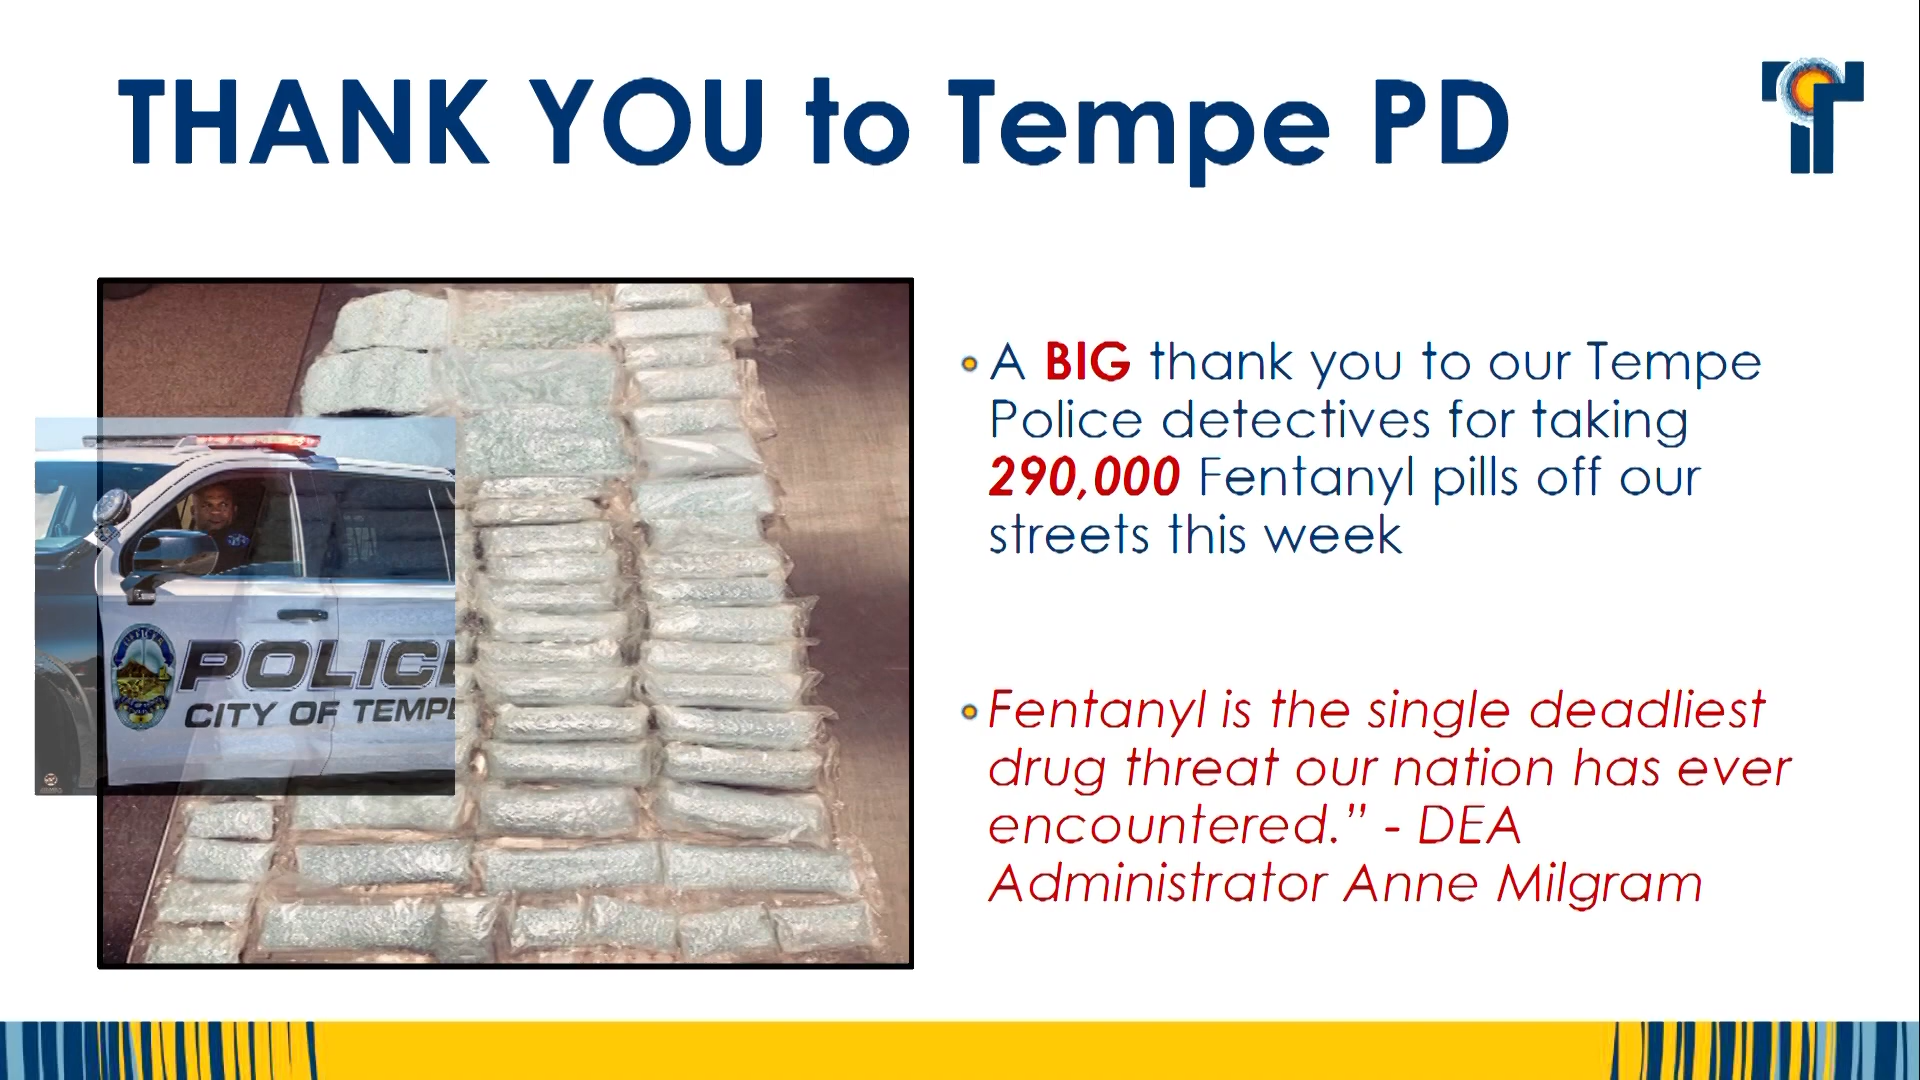 THANK YOU to Tempe PD
POLICE
CITY OF TEMPE
• A BIG thank you to our Tempe
Police detectives for taking
290,000 Fentanyl pills off our
streets this week
• Fentanyl is the single deadliest
drug threat our nation has ever
encountered.” - DEA
Administrator Anne Milgram